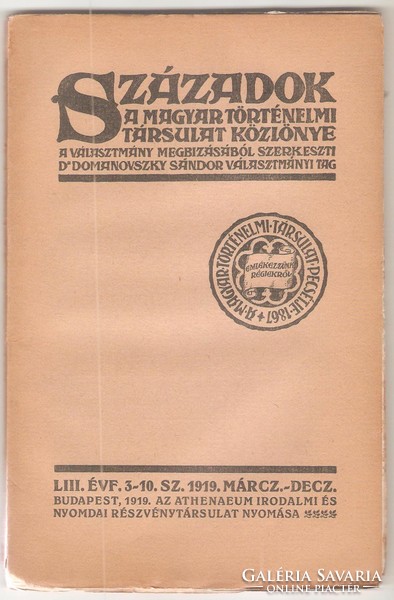 SZÁZADOK
A MAGYAR TÖRTÉNELMI
TÁRSULAT KÖZLÖNYE
A VÁLASZTMÁNY MEGBIZÁSÁBÓL SZERKESZTI
DR DOMANOVSZKY SÁNDOR VÁLASZTMÁNYI TAG
A·MAGYAR·TÖRTÉNELMI·TÁRSULAT·PECSÉTJE·1867
EMLÉKEZZÜNK
RÉGIEKRŐL
LIII. ÉVF. 3-10. SZ. 1919. MÁRCZ.-DECZ.
BUDAPEST, 1919. AZ ATHENAEUM IRODALMI ÉS
NYOMDAI RÉSZVÉNYTÁRSULAT NYOMÁSA
GALÉRIA SAVARIA
ONLINE PIACTÉR